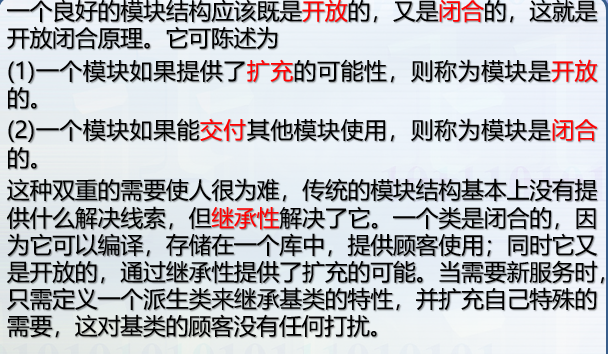 一个良好的模块结构应该既是开放的，又是闭合的，这就是
开放闭合原理。它可陈述为
(1)一个模块如果提供了扩充的可能性，则称为模块是开放
的。
(2)一个模块如果能交付其他模块使用，则称为模块是闭合
的。
这种双重的需要使人很为难，传统的模块结构基本上没有提
供什么解决线索，但继承性解决了它。一个类是闭合的，因
为它可以编译，存储在一个库中，提供顾客使用；同时它又
是开放的，通过继承性提供了扩充的可能。当需要新服务时，
只需定义一个派生类来继承基类的特性，并扩充自己特殊的
需要，这对基类的顾客没有任何打扰。